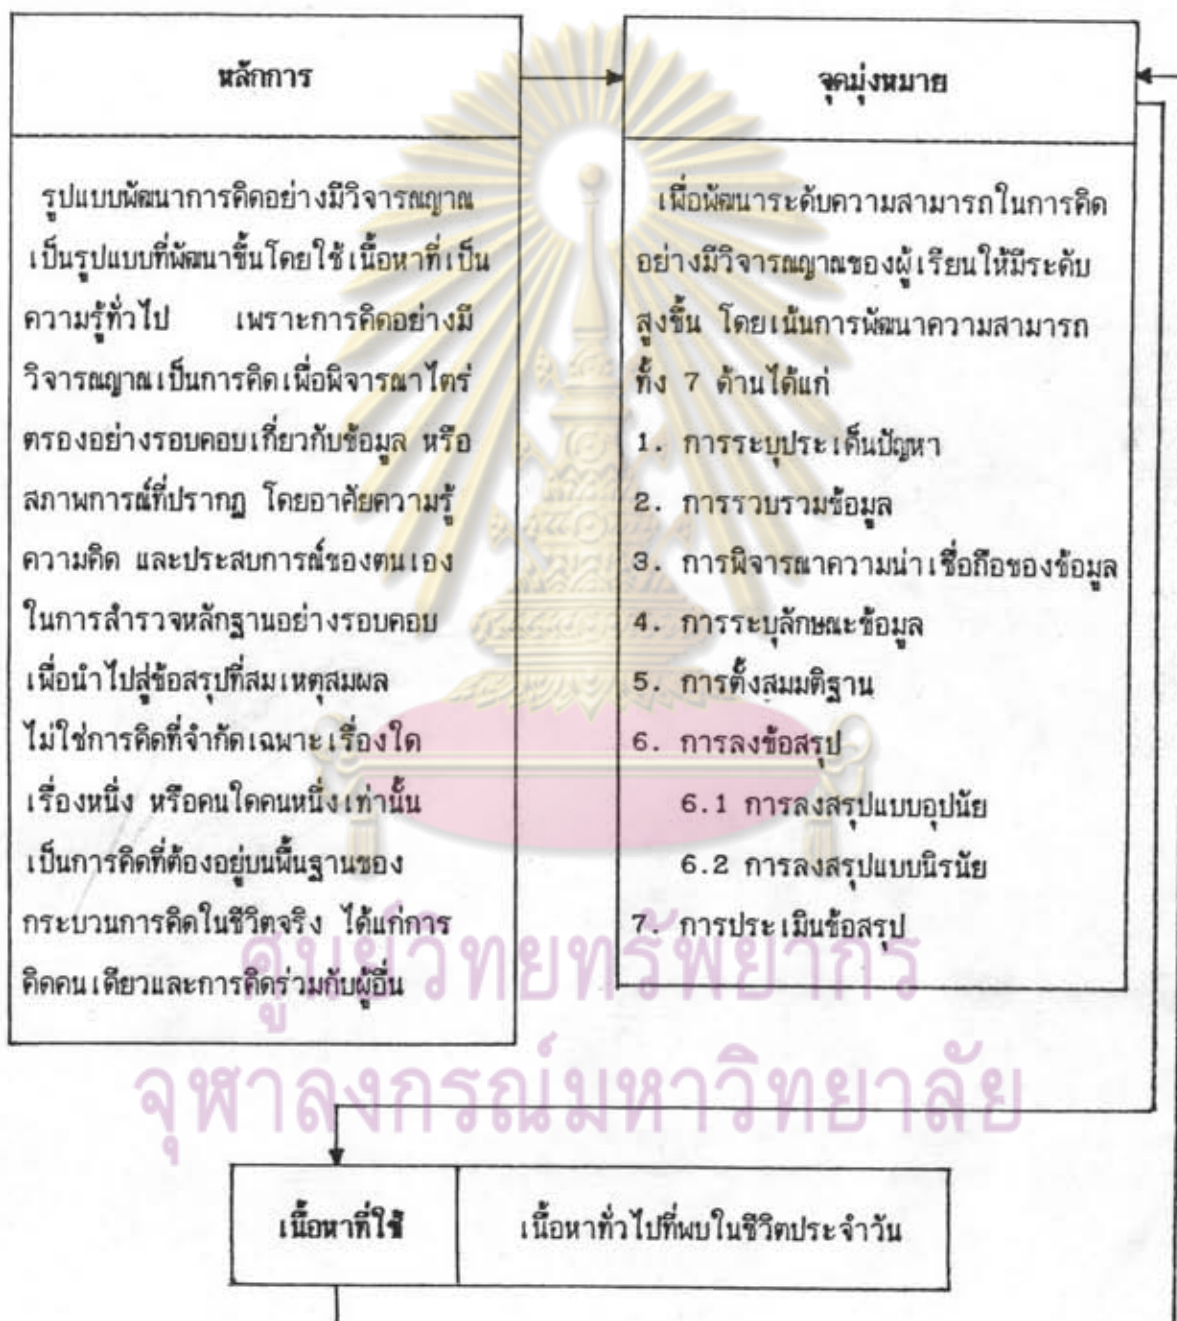 หลักการ
รูปแบบพัฒนาการคิดอย่างมีวิจารณญาณ
เป็นรูปแบบที่พัฒนาขึ้นโดยใช้เนื้อหาที่เป็น
ความรู้ทั่วไป เพราะการคิดอย่างมี
วิจารณญาณเป็นการคิดเพื่อพิจารณาไตร่
ตรองอย่างรอบคอบเกี่ยวกับข้อมูล หรือ
สภาพการณ์ที่ปรากฏ โดยอาศัยความรู้
ความคิด และประสบการณ์ของตนเอง
ในการสำรวจหลักฐานอย่างรอบคอบ
เพื่อนำไปสู่ข้อสรุปที่สมเหตุสมผล
ไม่ใช่การคิดที่จำกัดเฉพาะเรื่องใด
เรื่องหนึ่ง หรือคนใดคนหนึ่งเท่านั้น
เป็นการคิดที่ต้องอยู่บนพื้นฐานของ
กระบวนการคิดในชีวิตจริง ได้แก่การ
คิดคนเดียวและการคิดร่วมกับผู้อื่น
จุดมุ่งหมาย
เพื่อพัฒนาระดับความสามารถในการคิด
อย่างมีวิจารณญาณของผู้เรียนให้มีระดับ
สูงขึ้น โดยเน้นการพัฒนาความสามารถ
ทั้ง 7 ด้านได้แก่
1. การระบุประเด็นปัญหา
2. การรวบรวมข้อมูล
3. การพิจารณาความน่าเชื่อถือของข้อมูล
4. การระบุลักษณะข้อมูล
5. การตั้งสมมติฐาน
6. การลงข้อสรุป
6.1 การลงสรุปแบบอุปนัย
6.2 การลงสรุปแบบนิรนัย
7. การประเมินข้อสรุป
ศูนย์วิทยทรัพยากร
จุฬาลงกรณ์มหาวิทยาลัย
เนื้อหาที่ใช้
เนื้อหาทั่วไปที่พบในชีวิตประจำวัน